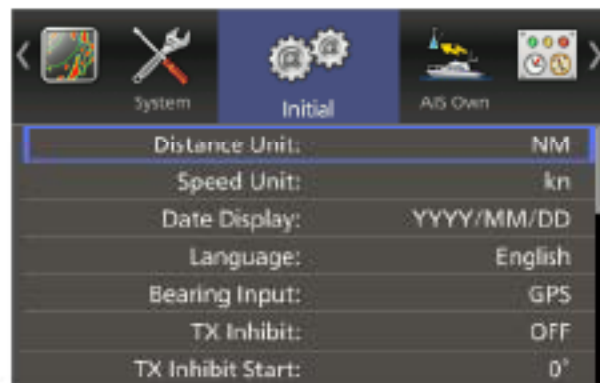 System Initial AIS Own
Distance Unit: NM
Speed Unit: kn
Date Display: YYYY/MM/DD
Language: English
Bearing Input: GPS
TX Inhibit: OFF
TX Inhibit Start: 0°